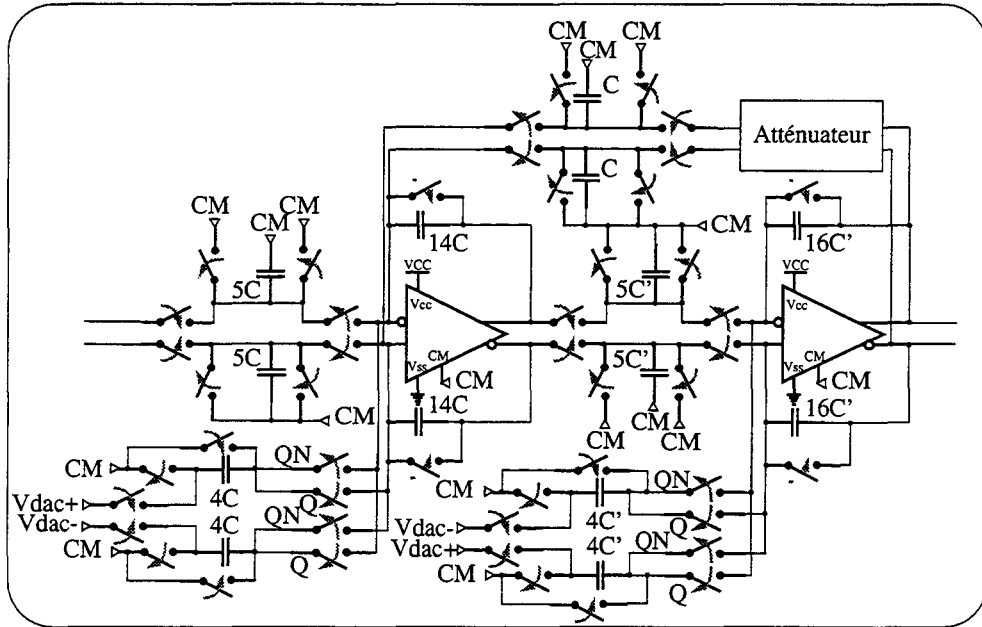 CM
CM
CM
C
Atténuateur
C
CM
CM
CM
CM
14C
16C'
VCC
VCC
5C
Vcc
5C'
Vcc
5C
Vss
CM
5C'
Vss
CM
CM
CM
CM
14C
CM
CM
CM
16C'
CM
QN
CM
QN
Vdac+
4C
Q
4C'
Q
Vdac-
4C
QN
Vdac-
4C'
QN
CM
Q
Vdac+
CM
Q